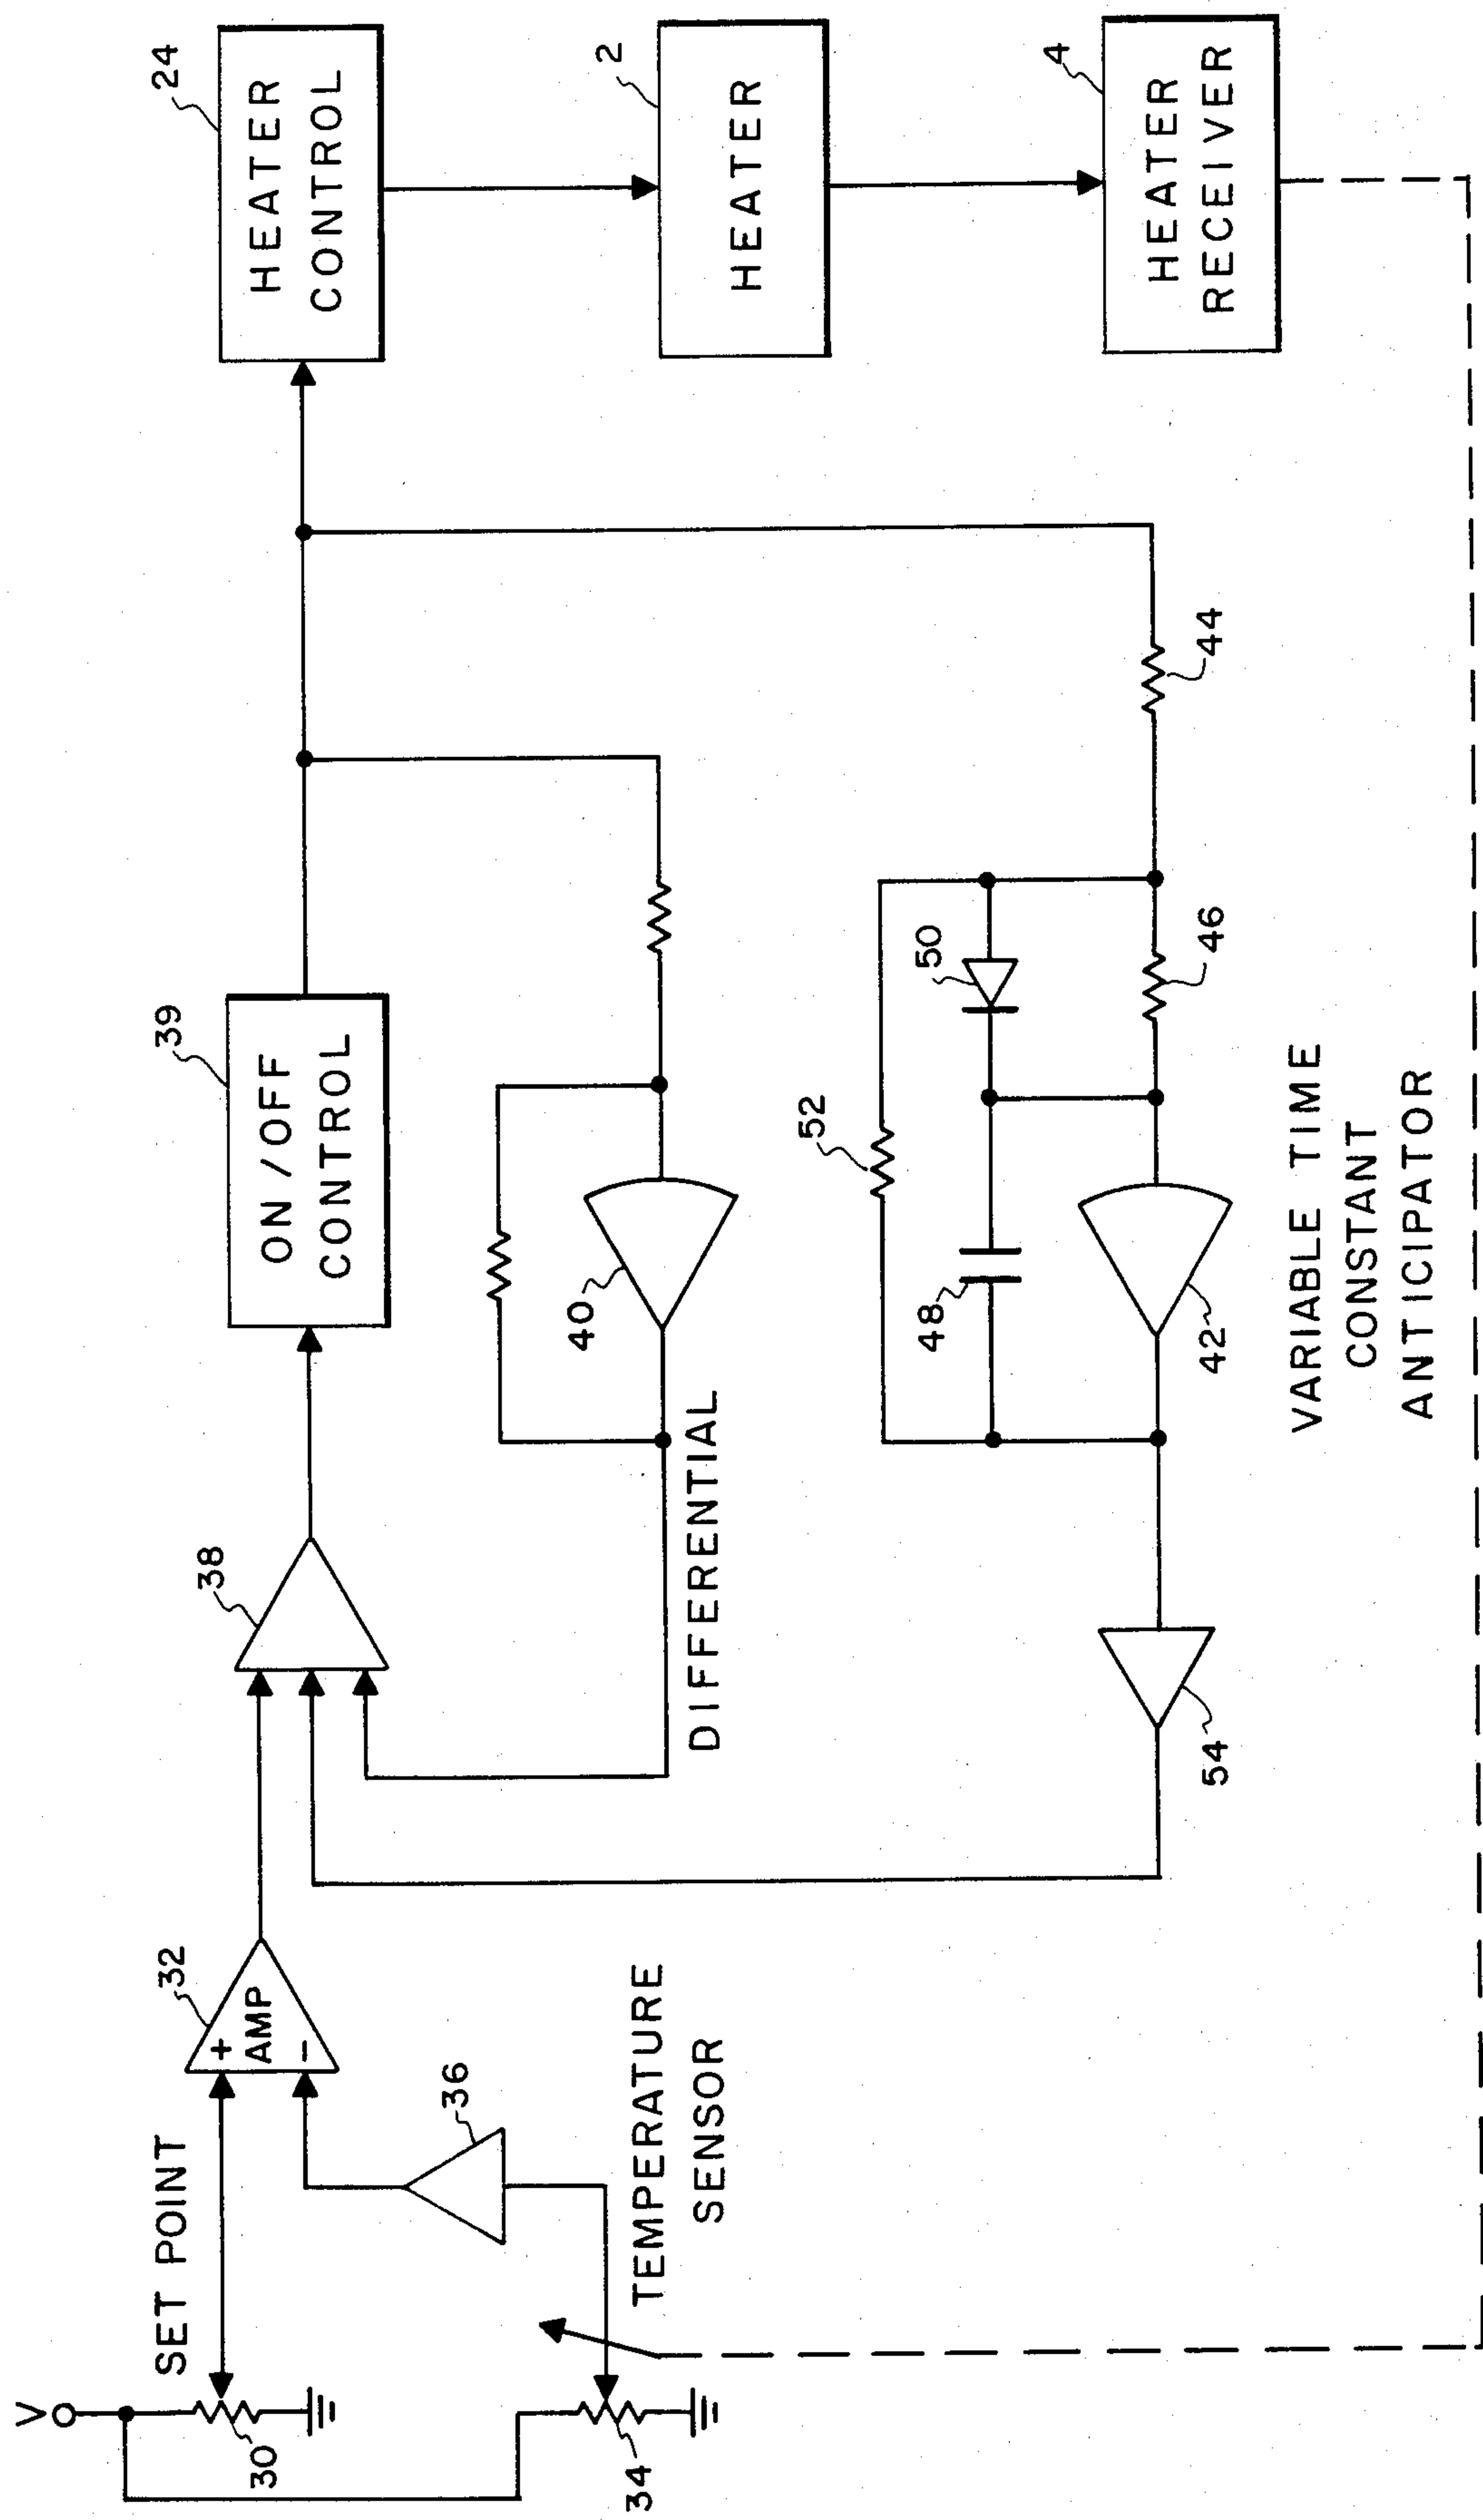 V
30
SET POINT
34
TEMPERATURE
SENSOR
36
32
+
AMP
-
38
DIFFERENTIAL
40
39
ON/OFF
CONTROL
54
48
42
52
50
46
44
VARIABLE TIME
CONSTANT
ANTICIPATOR
24
HEATER
CONTROL
2
HEATER
4
HEATER
RECEIVER